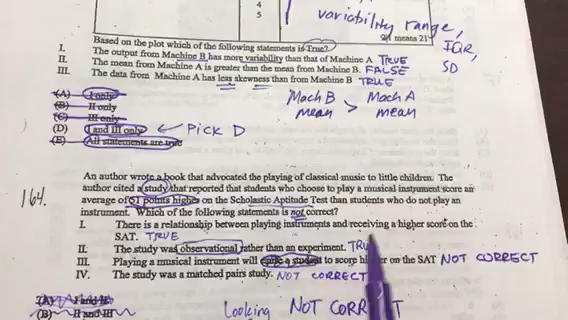 4
5
variability range,
2|1 means 21
IQR,
SD
Based on the plot which of the following statements is True?
I. The output from Machine B has more variability than that of Machine A. TRUE
II. The mean from Machine A is greater than the mean from Machine B. FALSE
III. The data from Machine A has less skewness than from Machine B TRUE
(A) I only
(B) II only
(C) III only
(D) I and III only
(E) All statements are true
PICK D
Mach B > Mach A
mean mean
164.
An author wrote a book that advocated the playing of classical music to little children. The
author cited a study that reported that students who choose to play a musical instrument score an
average of 51 points higher on the Scholastic Aptitude Test than students who do not play an
instrument. Which of the following statements is not correct?
I. There is a relationship between playing instruments and receiving a higher score on the
SAT. TRUE
II. The study was observational rather than an experiment.
III. Playing a musical instrument will cause a student to score on the SAT NOT CORRECT
IV. The study was a matched pairs study. NOT CORRECT
(A) I and II
(B) II and III
Looking NOT